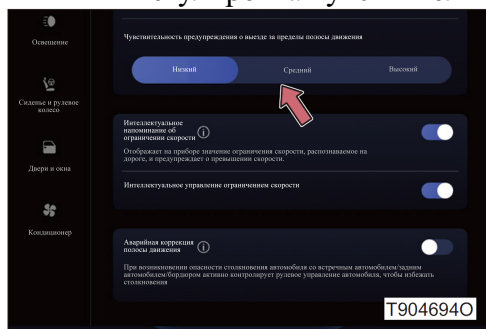 Освещение
Сиденье и рулевое
колесо
Двери и окна
Кондиционер
Чувствительность предупреждения о выезде за пределы полосы движения
Низкий
Средний
Высокий
Интеллектуальное
напоминание об
ограничении скорости
Отображает на приборе значение ограничения скорости, распознаваемое на
дороге, и предупреждает о превышении скорости.
Интеллектуальное управление ограничением скорости
Аварийная коррекция
полосы движения
При возникновении опасности столкновения автомобиля со встречным автомобилем/задним
автомобилем/бордюром активно контролирует рулевое управление автомобиля, чтобы избежать
столкновения
T904694O